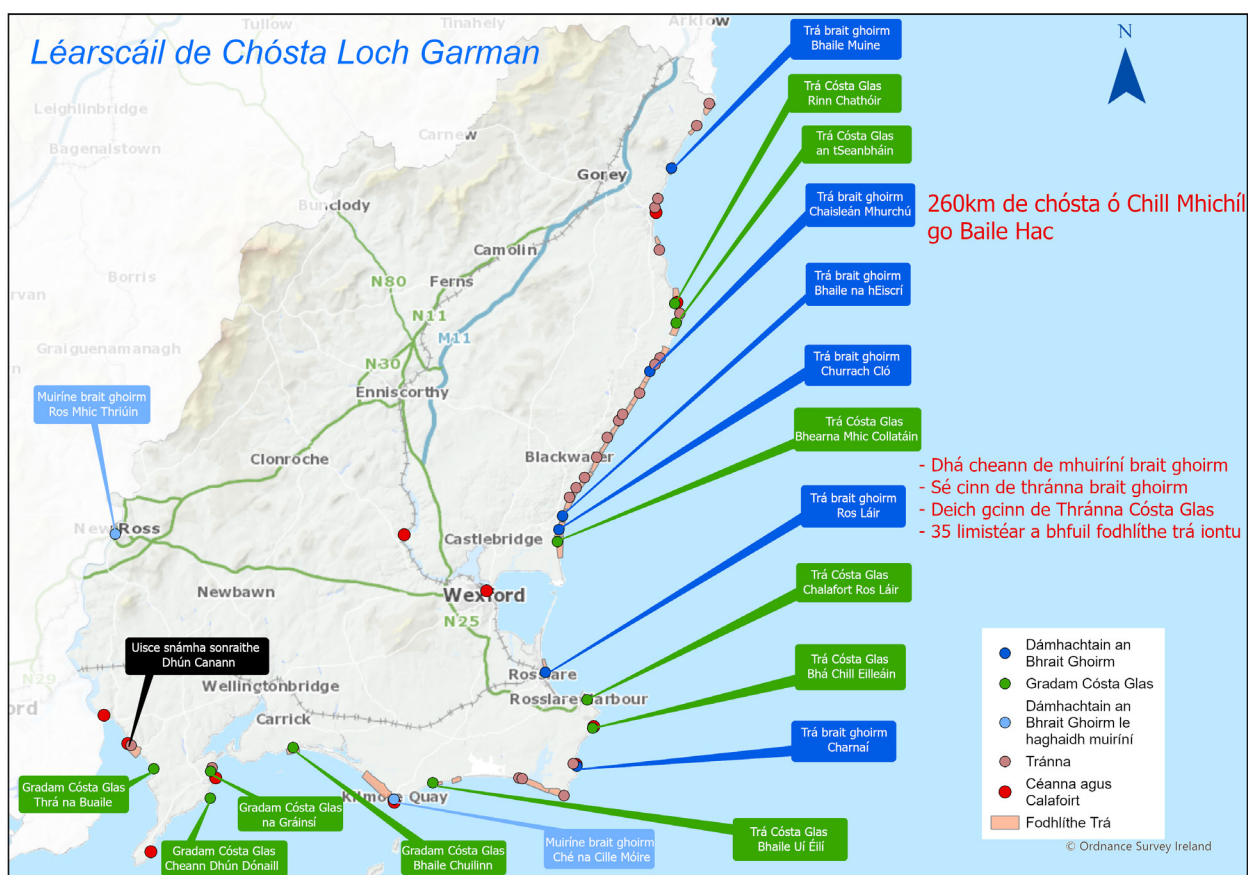 Léarscáil de Chósta Loch Garman
Tullow
Tinahely
Arklow
Leighlinbridge
Carnew
Bagenalstown
Gorey
Bunclody
Camolin
Borris
Ferns
N80
N11
M11
Graiguenamanagh
N30
Enniscorthy
Blackwater
Clonroche
New Ross
Castlebridge
Newbawn
Wexford
N25
N29
Wellingtonbridge
Rosslare
Rosslare Harbour
Carrick
Kilmore Quay
Trá brait ghoirm
Bhaile Muine
Trá Cósta Glas
Rinn Chathóir
Trá Cósta Glas
an tSeanbháin
Trá brait ghoirm
Chaisleán Mhurchú
Trá brait ghoirm
Bhaile na hEiscrí
Trá brait ghoirm
Churrach Cló
Trá Cósta Glas
Bhearna Mhic Collatáin
Trá brait ghoirm
Ros Láir
Trá Cósta Glas
Chalafort Ros Láir
Trá Cósta Glas
Bhá Chill Eilleáin
Trá brait ghoirm
Charnaí
Trá Cósta Glas
Bhaile Uí Éilí
Muiríne brait ghoirm
Ché na Cille Móire
Gradam Cósta Glas
Bhaile Chuilinn
Gradam Cósta Glas
na Gráinsí
Gradam Cósta Glas
Cheann Dhún Dónaill
Gradam Cósta Glas
Thrá na Buaile
Uisce snámha sonraithe
Dhún Canann
Muiríne brait ghoirm
Ros Mhic Thriúin
N
260km de chósta ó Chill Mhichíl
go Baile Hac
- Dhá cheann de mhuiríní brait ghoirm
- Sé cinn de thránna brait ghoirm
- Deich gcinn de Thránna Cósta Glas
- 35 limistéar a bhfuil fodhlíthe trá iontu
Dámhachtain an
Bhrait Ghoirm
Gradam Cósta Glas
Dámhachtain an
Bhrait Ghoirm le
haghaidh muiríní
Tránna
Céanna agus
Calafoirt
Fodhlíthe Trá
© Ordnance Survey Ireland